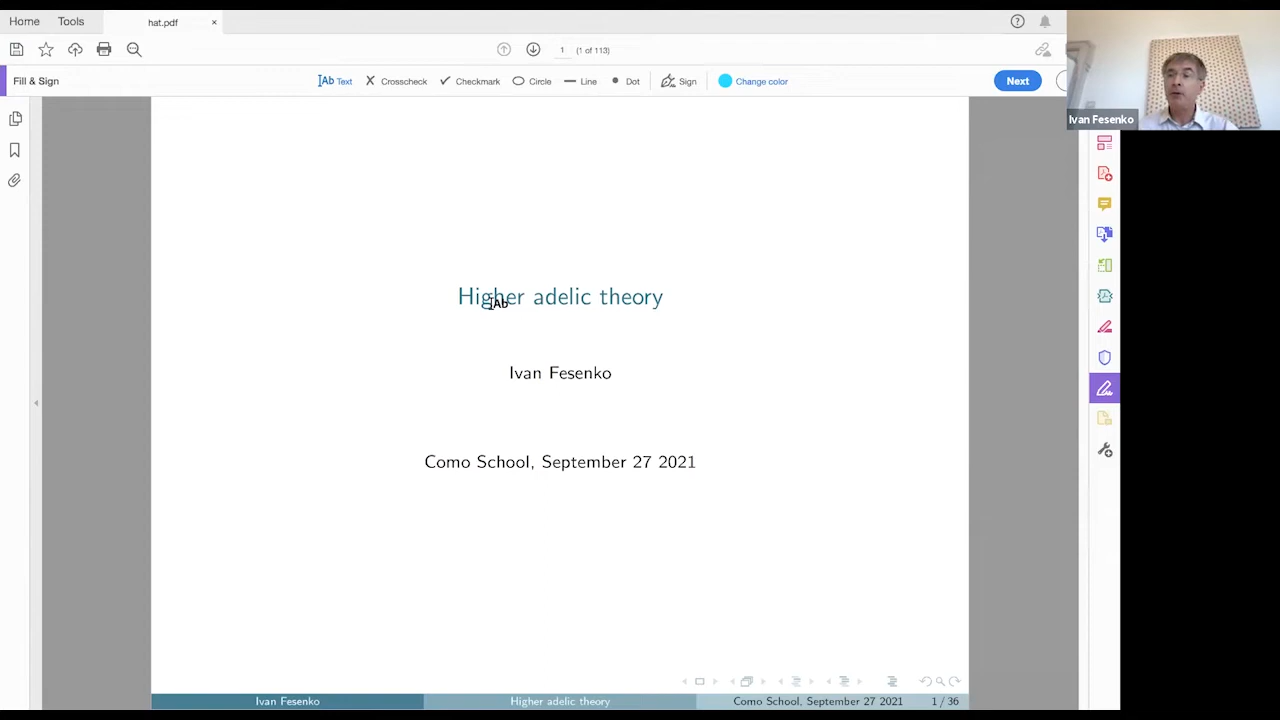 Home Tools hat.pdf ×
1 (1 of 113)
Fill & Sign Ab Text Crosscheck Checkmark Circle Line Dot Sign Change color Next
Ivan Fesenko
Higher adelic theory
Ab
Ivan Fesenko
Como School, September 27 2021
Ivan Fesenko Higher adelic theory Como School, September 27 2021 1 / 36